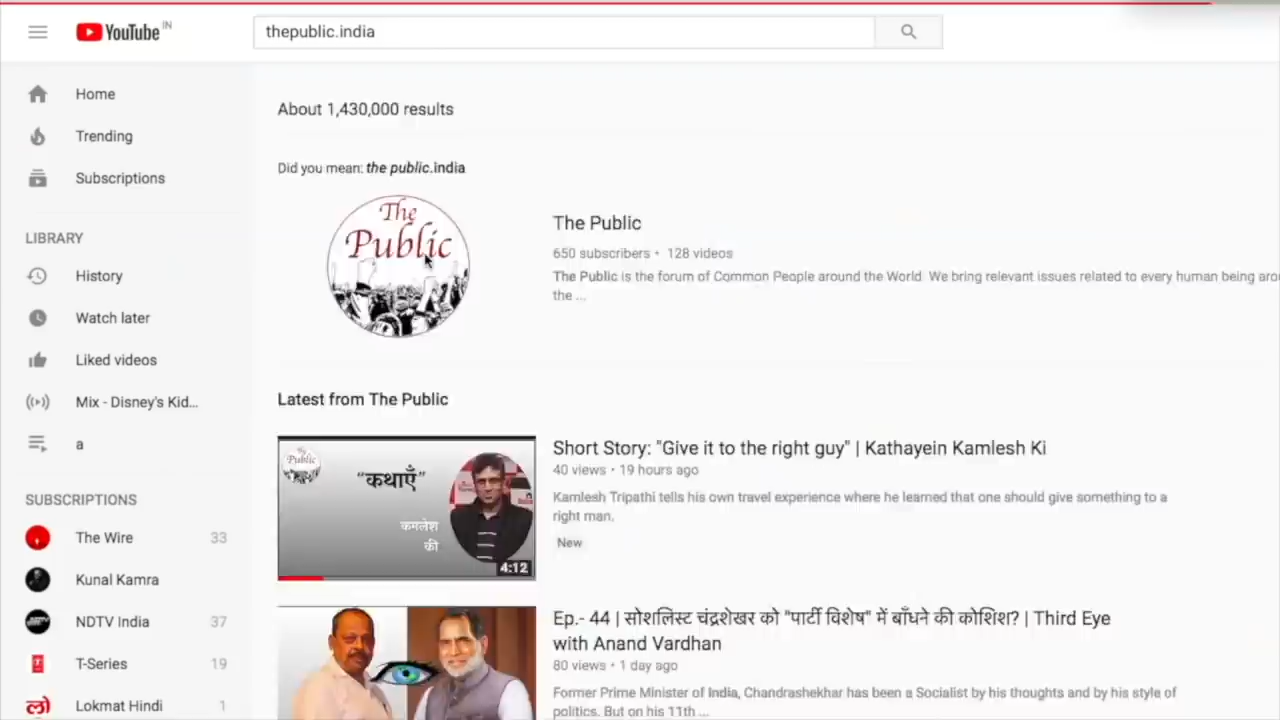 YouTube IN
thepublic.india
Home
Trending
Subscriptions
LIBRARY
History
Watch later
Liked videos
Mix - Disney's Kid...
a
SUBSCRIPTIONS
The Wire 33
Kunal Kamra
NDTV India 37
T-Series 19
Lokmat Hindi 1
About 1,430,000 results
Did you mean: the public.india
The
Public
The Public
650 subscribers • 128 videos
The Public is the forum of Common People around the World. We bring relevant issues related to every human being aro
the ...
Latest from The Public
The
Public
"कथाएँ"
कमलेश
की
4:12
Short Story: "Give it to the right guy" | Kathayein Kamlesh Ki
40 views • 19 hours ago
Kamlesh Tripathi tells his own travel experience where he learned that one should give something to a
right man.
New
Ep.- 44 | सोशलिस्ट चंद्रशेखर को "पार्टी विशेष" में बाँधने की कोशिश? | Third Eye
with Anand Vardhan
80 views • 1 day ago
Former Prime Minister of India, Chandrashekhar has been a Socialist by his thoughts and by his style of
politics. But on his 11th ...